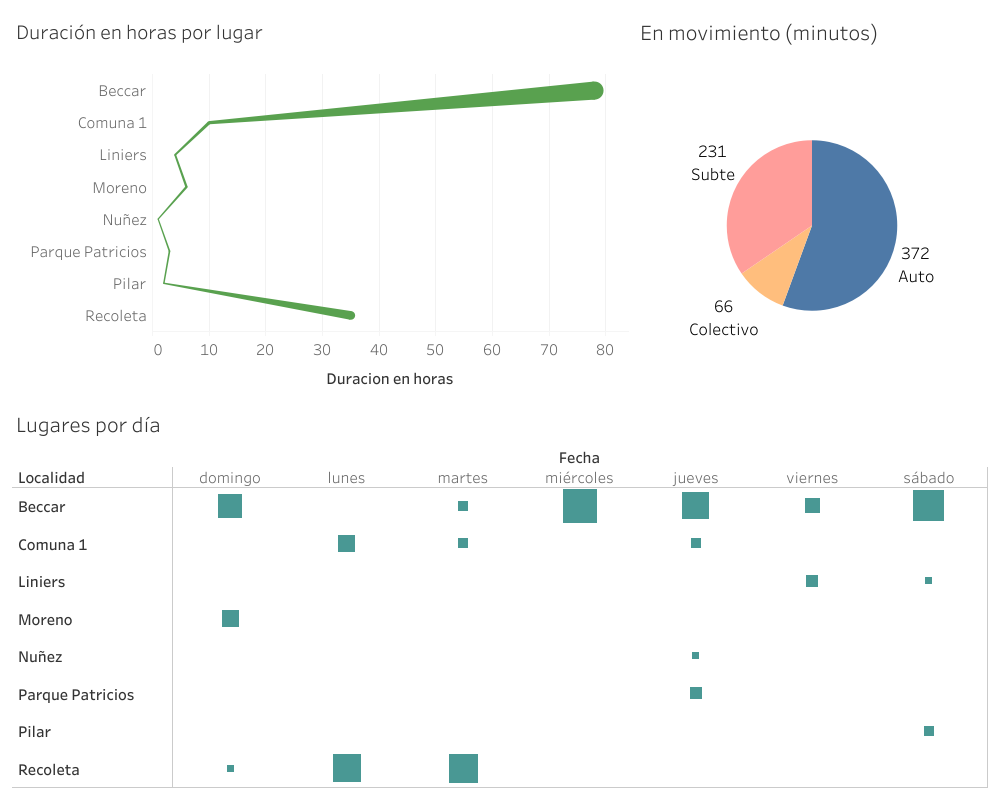 Duración en horas por lugar
Beccar
Comuna 1
Liniers
Moreno
Nuñez
Parque Patricios
Pilar
Recoleta
0 10 20 30 40 50 60 70 80
Duracion en horas
En movimiento (minutos)
231
Subte
372
Auto
66
Colectivo
Lugares por día
Fecha
Localidad domingo lunes martes miércoles jueves viernes sábado
Beccar
Comuna 1
Liniers
Moreno
Nuñez
Parque Patricios
Pilar
Recoleta